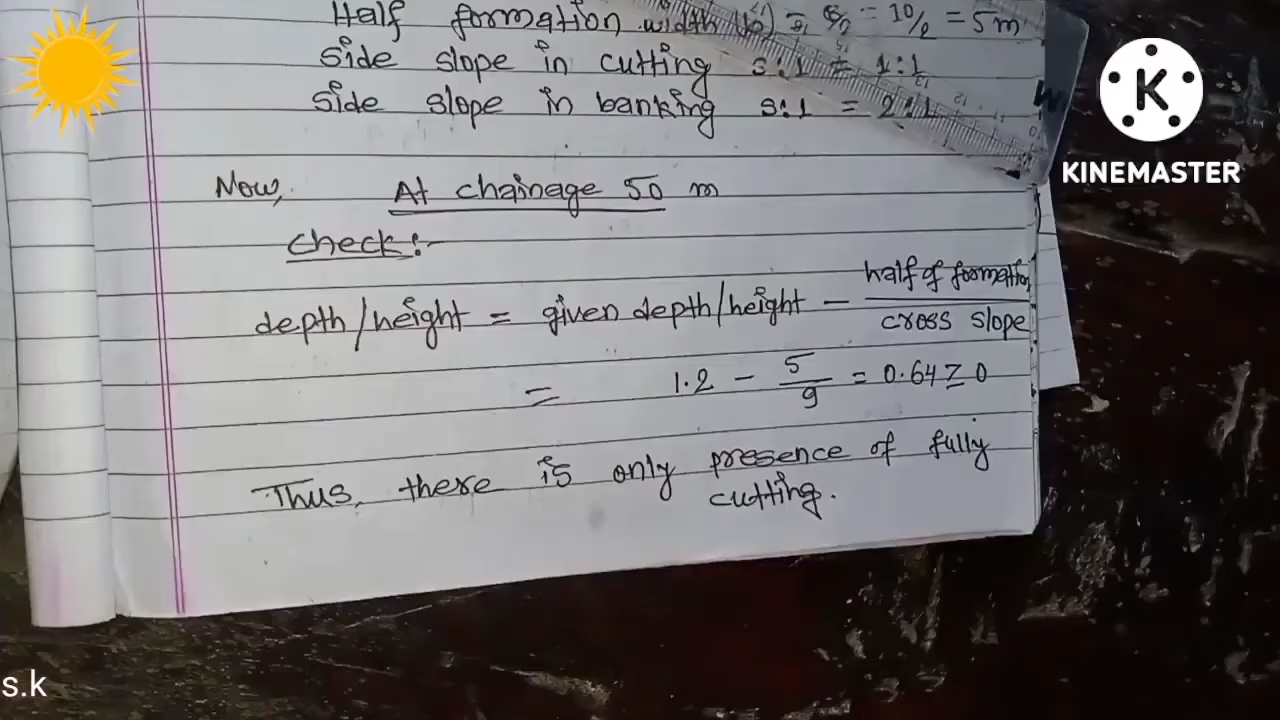 Half formation width (b) = b/2 = 10/2 = 5m
side slope in cutting s:1 = 1:1
side slope in banking s:1 = 2:1
Now, At chainage 50 m
Check:-
depth/height = given depth/height - half of formation / cross slope
= 1.2 - 5/9 = 0.64 ≥ 0
Thus, there is only presence of fully cutting.
K
KINEMASTER
s.k